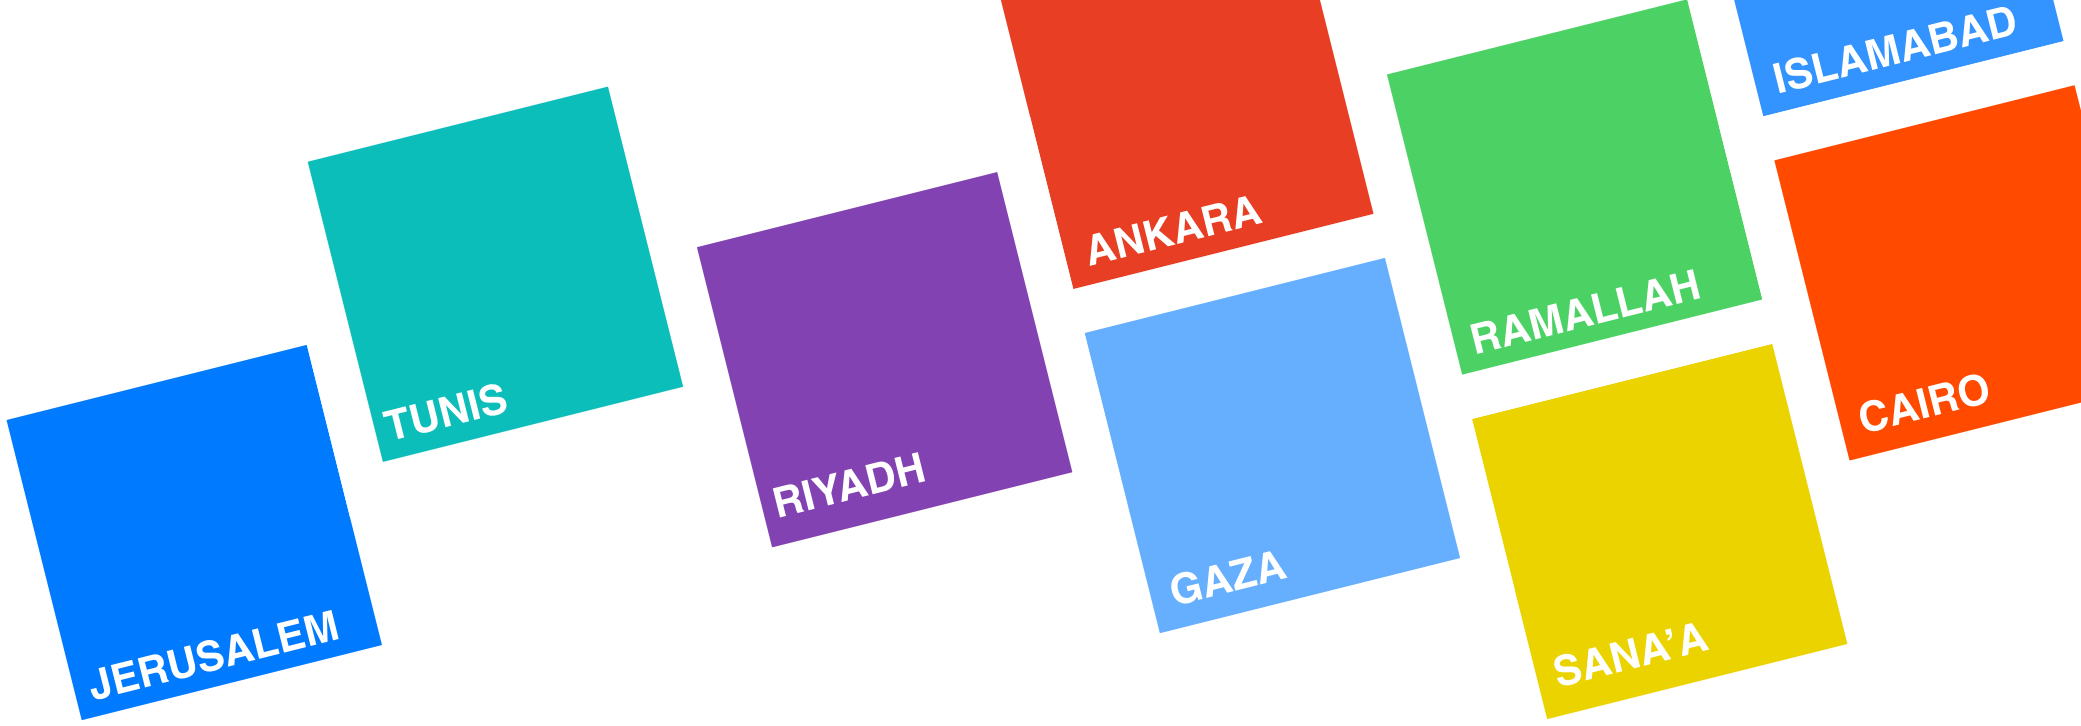 JERUSALEM
TUNIS
RIYADH
ANKARA
GAZA
RAMALLAH
SANA’A
ISLAMABAD
CAIRO